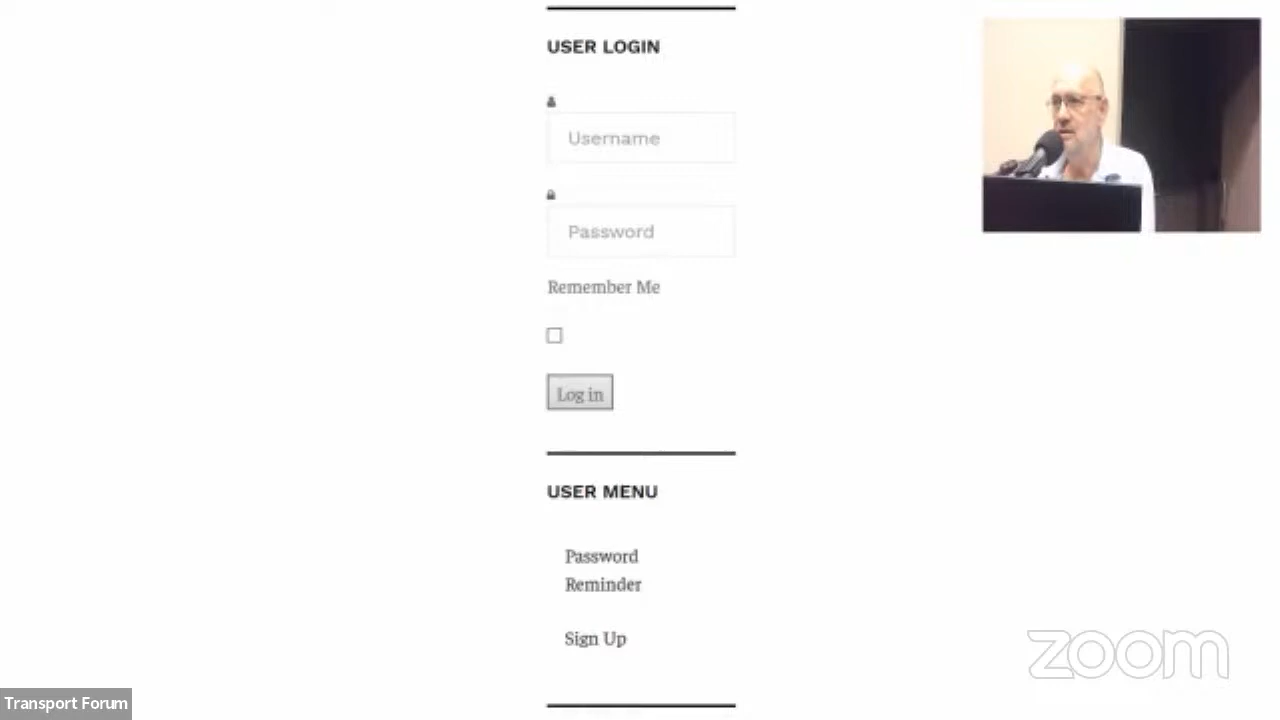 USER LOGIN
Username
Password
Remember Me
Log in
USER MENU
Password
Reminder
Sign Up
zoom
Transport Forum